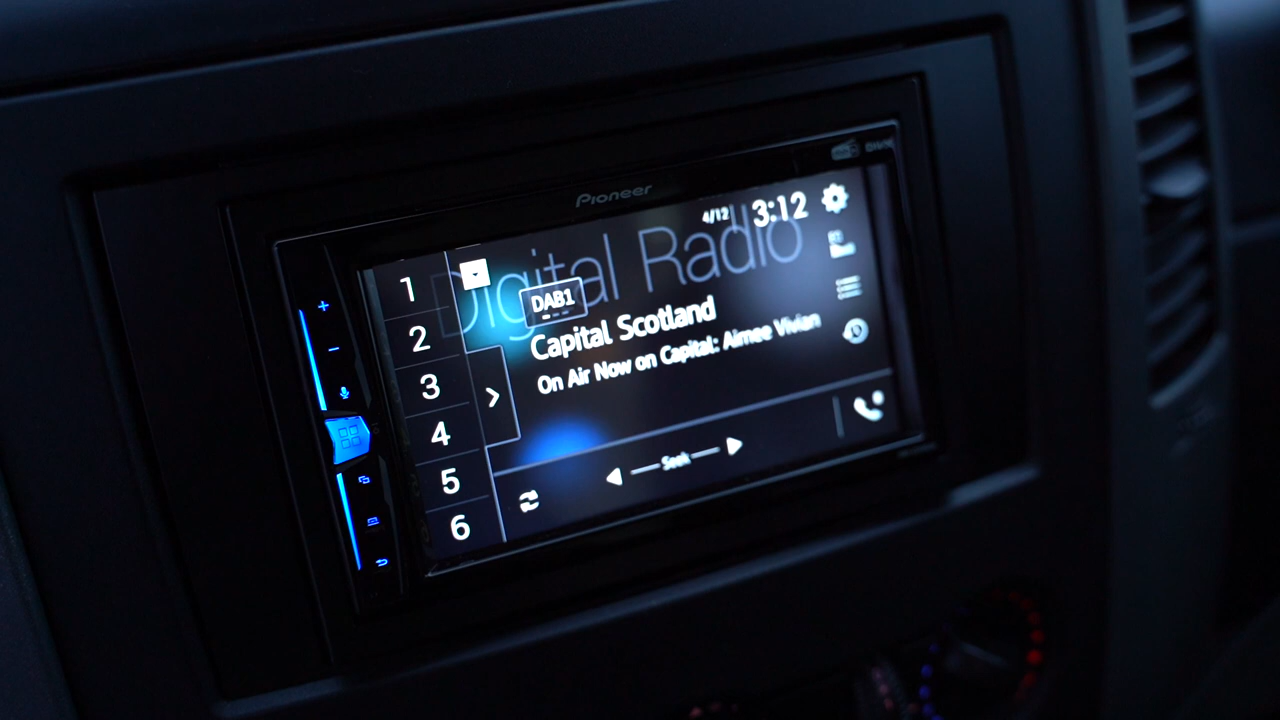 Pioneer
4/12 3:12
Digital Radio
DAB1
Capital Scotland
On Air Now on Capital: Aimee Vivian
1
2
3
4
5
6
Seek